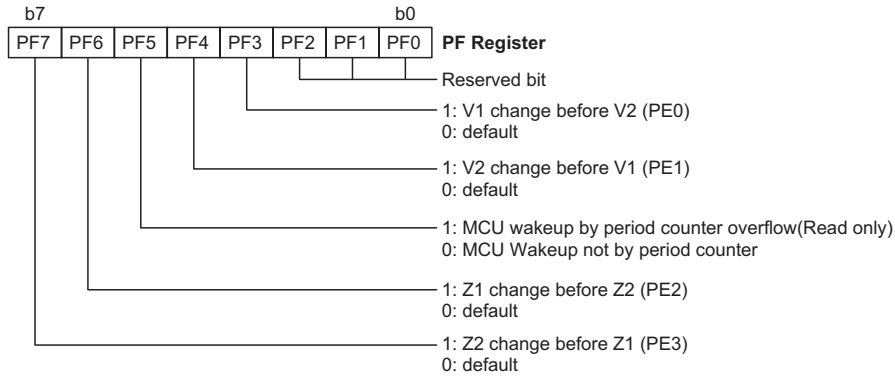 b7 b0
PF7 PF6 PF5 PF4 PF3 PF2 PF1 PF0 PF Register
Reserved bit
1: V1 change before V2 (PE0)
0: default
1: V2 change before V1 (PE1)
0: default
1: MCU wakeup by period counter overflow(Read only)
0: MCU Wakeup not by period counter
1: Z1 change before Z2 (PE2)
0: default
1: Z2 change before Z1 (PE3)
0: default